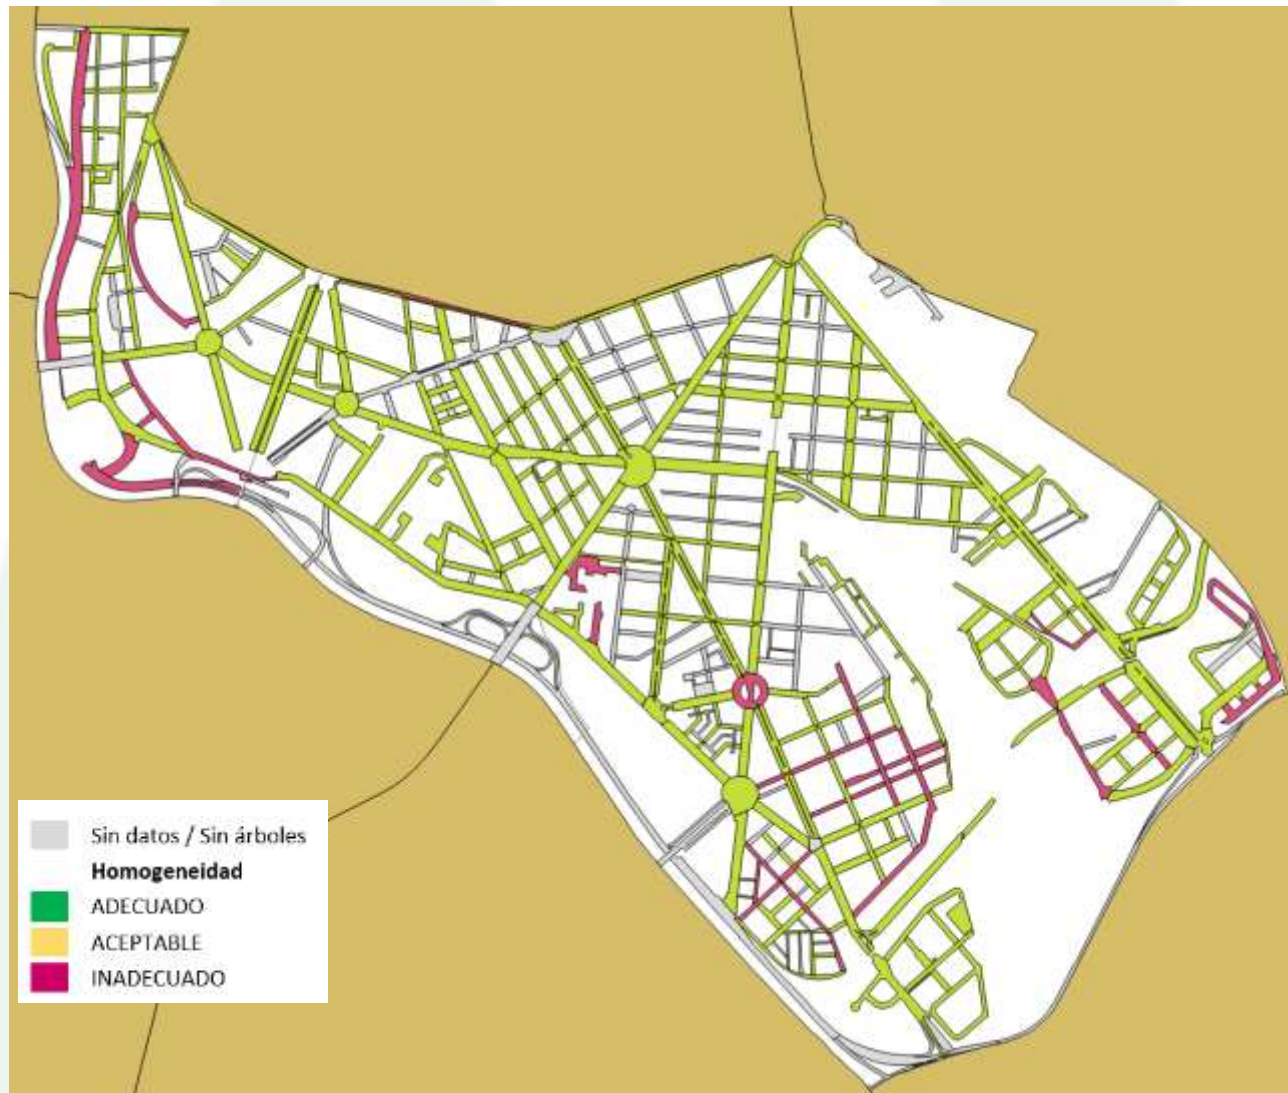 Sin datos / Sin árboles
Homogeneidad
ADECUADO
ACEPTABLE
INADECUADO